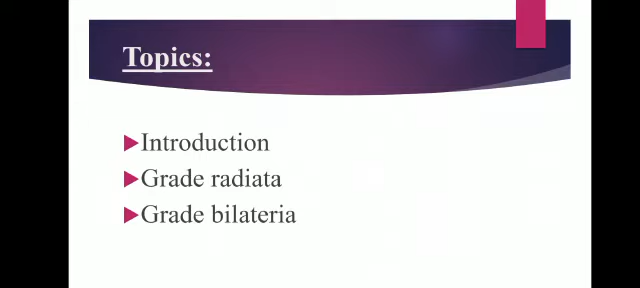 Topics:
Introduction
Grade radiata
Grade bilateria